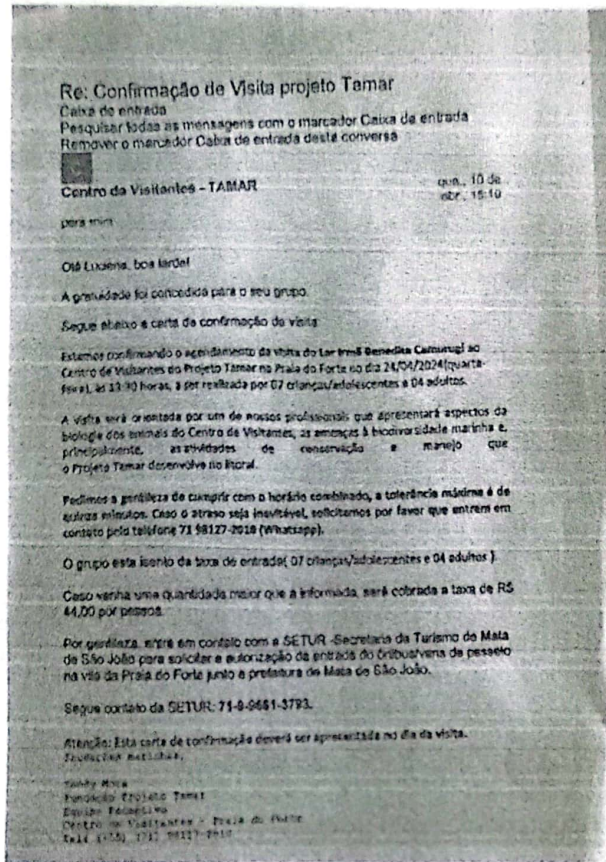 Re: Confirmação de Visita projeto Tamar
Caixa de entrada
Pesquisar todas as mensagens com o marcador Caixa de entrada
Remover o marcador Caixa de entrada desta conversa
Centro de Visitantes - TAMAR
qua., 10 de
abr., 15:10
para mim
Olá Luciena, boa tarde!
A gratuidade foi concedida para o seu grupo.
Segue abaixo a carta de confirmação da visita
Estamos confirmando o agendamento da visita do Lar Irmã Benedita Camurugi ao
Centro de Visitantes do Projeto Tamar na Praia do Forte no dia 24/04/2024(quarta-
feira), às 13:30 horas, a ser realizada por 07 crianças/adolescentes e 04 adultos.
A visita será orientada por um de nossos profissionais que apresentará aspectos da
biologia dos animais do Centro de Visitantes, as ameaças à biodiversidade marinha e,
principalmente, as atividades de conservação e manejo que
o Projeto Tamar desenvolve no litoral.
Pedimos a gentileza de cumprir com o horário combinado, a tolerância máxima é de
quinze minutos. Caso o atraso seja inevitável, solicitamos por favor que entrem em
contato pelo telefone 71 98127-2019 (Whatsapp).
O grupo esta isento da taxa de entrada( 07 crianças/adolescentes e 04 adultos ).
Caso venha uma quantidade maior que a informada, será cobrada a taxa de R$
44,00 por pessoa.
Por gentileza, entre em contato com a SETUR -Secretaria de Turismo de Mata
de São João para solicitar a autorização da entrada do ônibus/vans de passeio
na vila da Praia do Forte junto a prefeitura de Mata de São João.
Segue contato da SETUR: 71-9-9661-3793.
Atenção: Esta carta de confirmação deverá ser apresentada no dia da visita.
Saudações marinhas,
Fundação Projeto Tamar
Equipe Receptivo
Centro de Visitantes - Praia do Forte